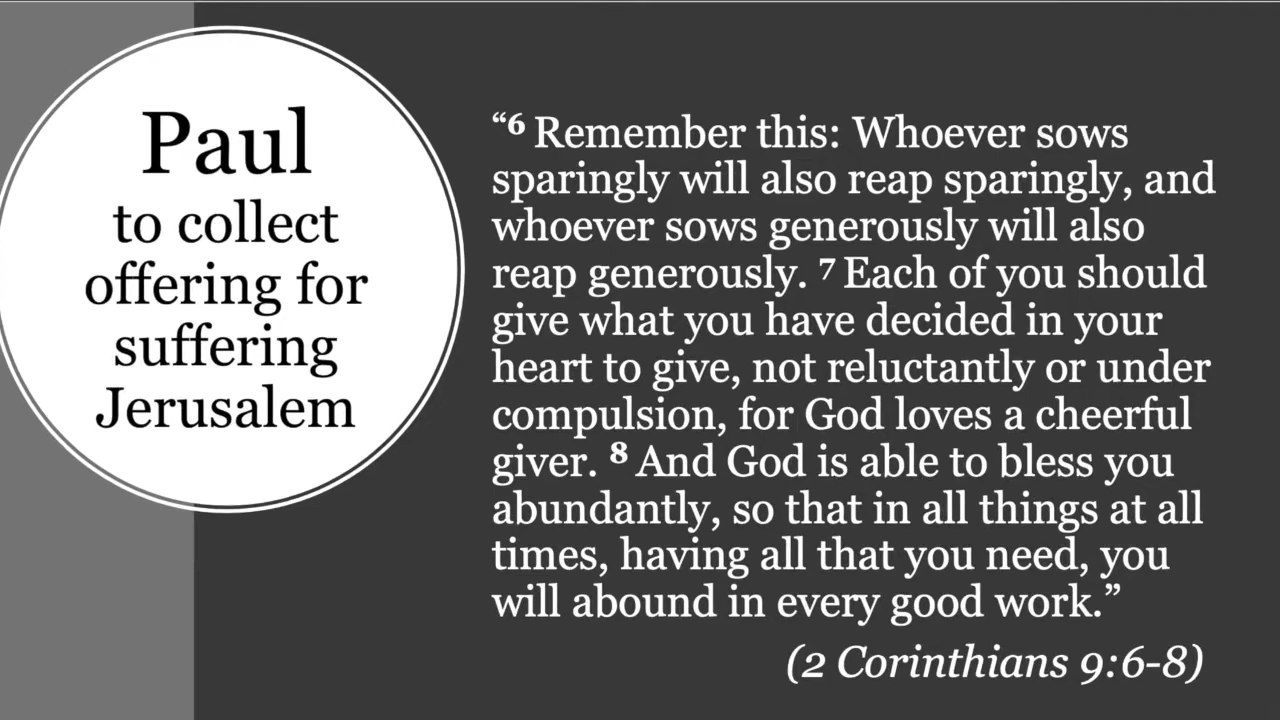 Paul
to collect
offering for
suffering
Jerusalem
“6 Remember this: Whoever sows
sparingly will also reap sparingly, and
whoever sows generously will also
reap generously. 7 Each of you should
give what you have decided in your
heart to give, not reluctantly or under
compulsion, for God loves a cheerful
giver. 8 And God is able to bless you
abundantly, so that in all things at all
times, having all that you need, you
will abound in every good work.”
(2 Corinthians 9:6-8)